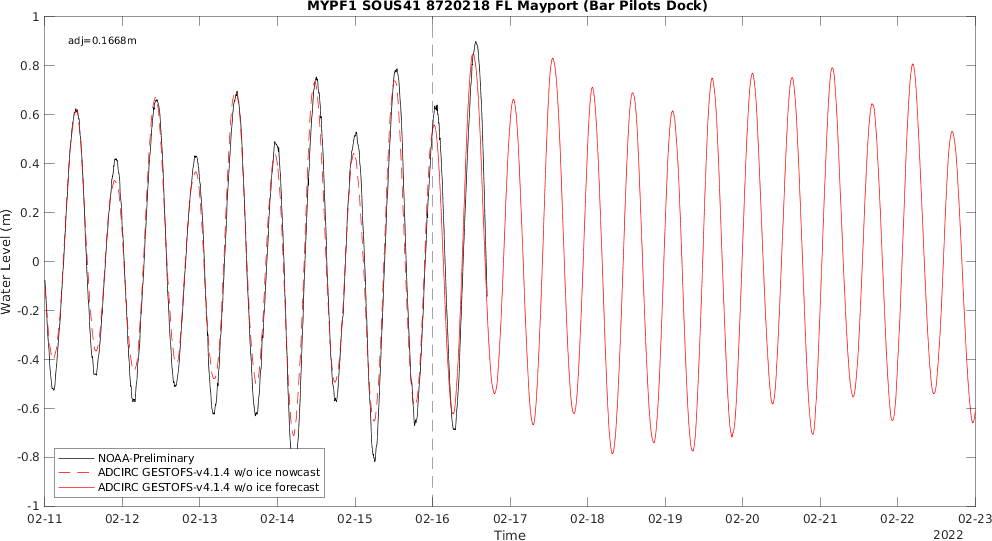 MYPF1 SOUS41 8720218 FL Mayport (Bar Pilots Dock)
adj=0.1668m
1
0.8
0.6
0.4
0.2
0
-0.2
-0.4
-0.6
-0.8
-1
Water Level (m)
NOAA-Preliminary
ADCIRC GESTOFS-v4.1.4 w/o ice nowcast
ADCIRC GESTOFS-v4.1.4 w/o ice forecast
02-11 02-12 02-13 02-14 02-15 02-16 02-17 02-18 02-19 02-20 02-21 02-22 02-23
Time
2022